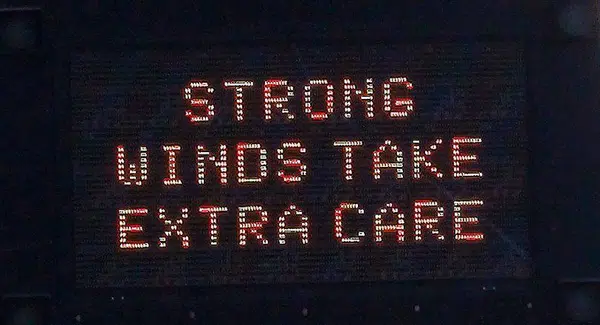 STRONG
WINDS TAKE
EXTRA CARE